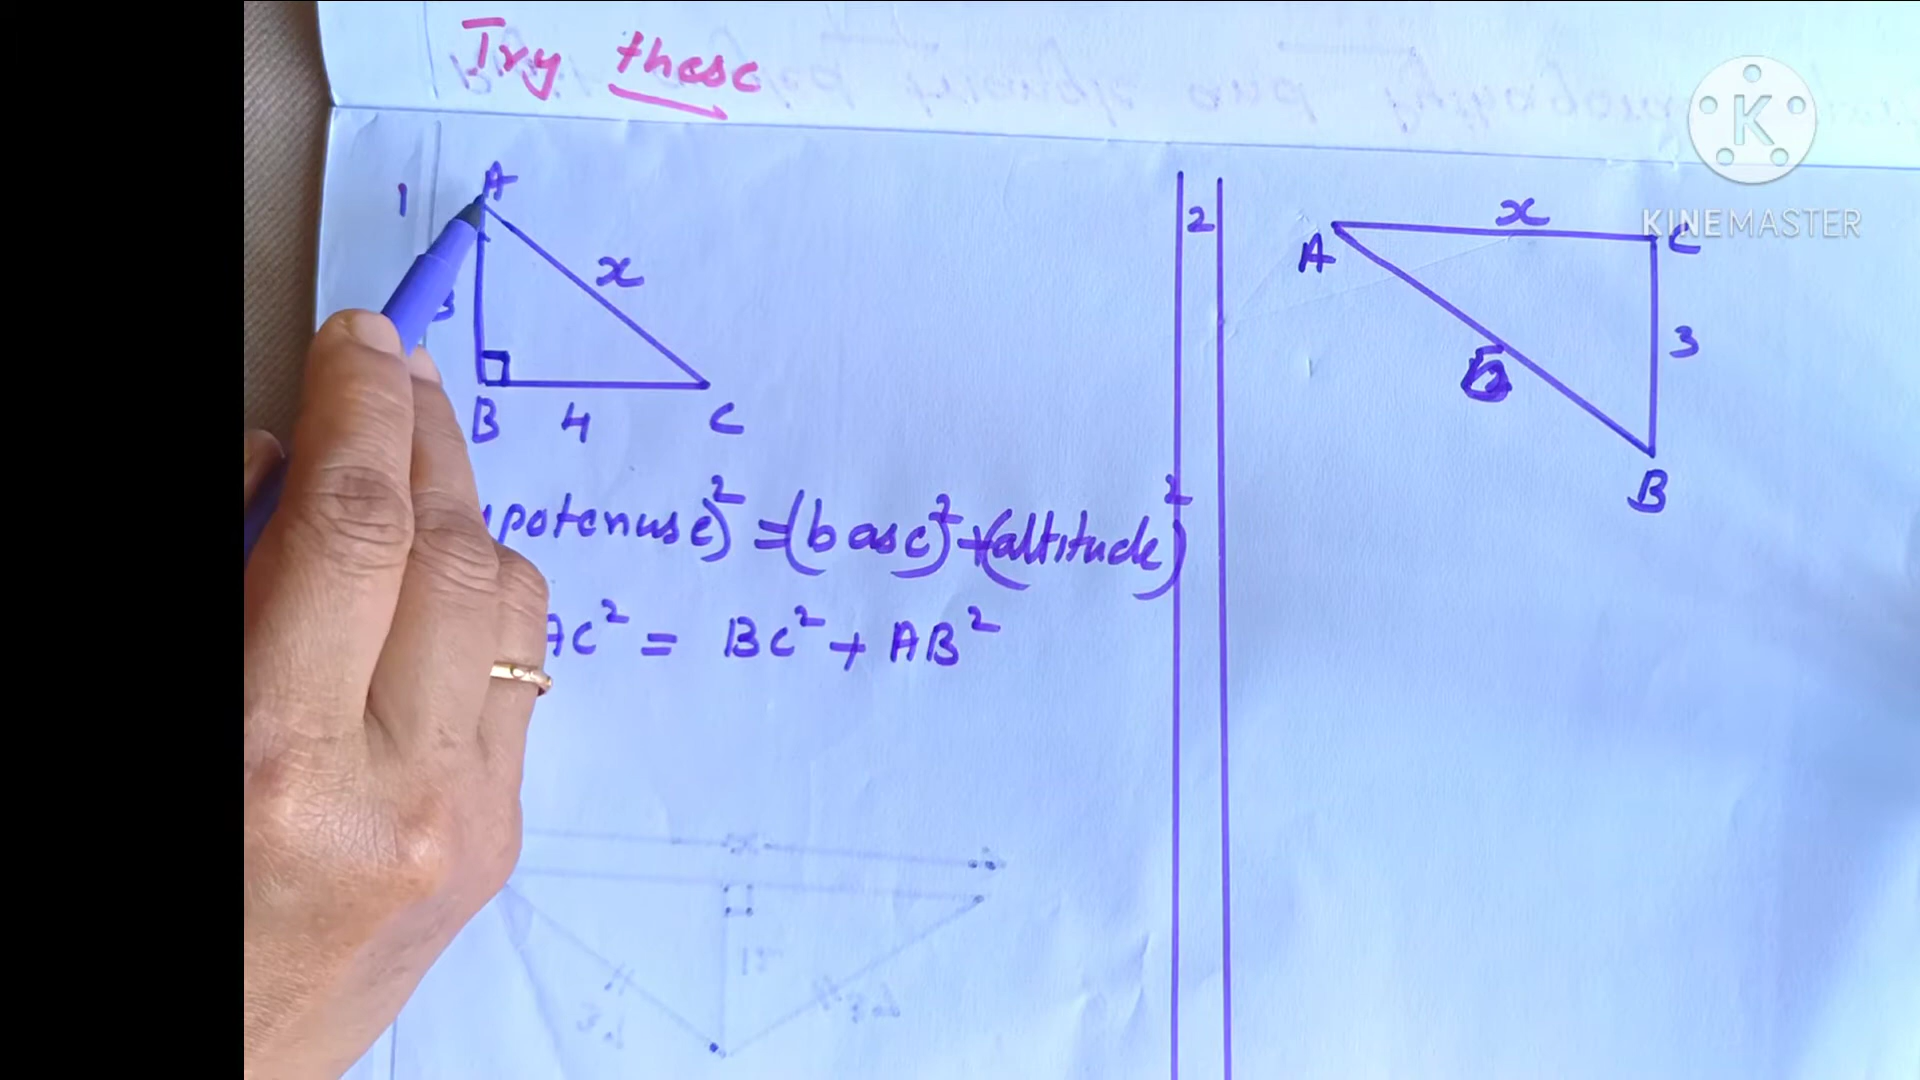 Try these
1
A
x
B 4 C
potenuse)² = (base)² + (altitude)²
AC² = BC² + AB²
2
x
A C
3
5
B
K
KINEMASTER